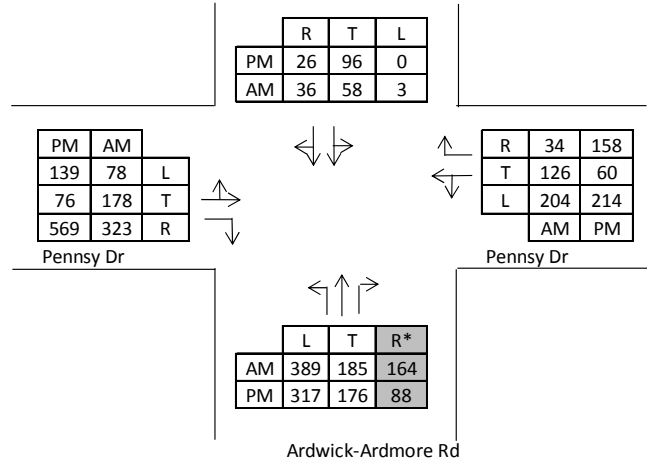 R T L
PM 26 96 0
AM 36 58 3
PM AM
139 78 L
76 178 T
569 323 R
Pennsy Dr
R 34 158
T 126 60
L 204 214
AM PM
Pennsy Dr
L T R*
AM 389 185 164
PM 317 176 88
Ardwick-Ardmore Rd